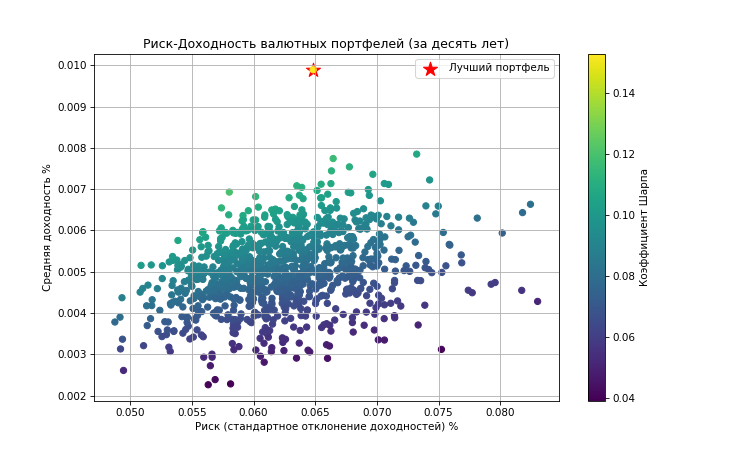 Риск-Доходность валютных портфелей (за десять лет)
Лучший портфель
0.010
0.009
0.008
0.007
0.006
0.005
0.004
0.003
0.002
Средняя доходность %
0.050 0.055 0.060 0.065 0.070 0.075 0.080
Риск (стандартное отклонение доходностей) %
0.14
0.12
0.10
0.08
0.06
0.04
Коэффициент Шарпа